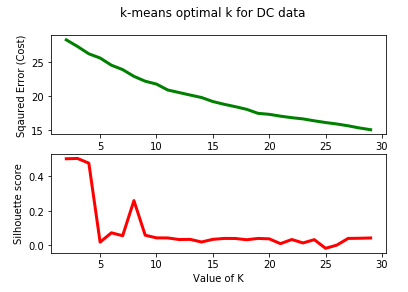 k-means optimal k for DC data
Sqaured Error (Cost)
25
20
15
5 10 15 20 25 30
Silhouette score
0.4
0.2
0.0
5 10 15 20 25 30
Value of K